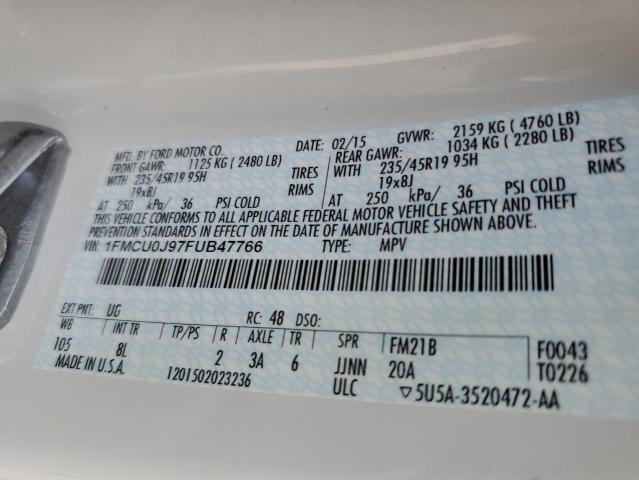 MFD. BY FORD MOTOR CO.
DATE: 02/15 GVWR: 2159 KG ( 4760 LB)
FRONT GAWR: 1125 KG ( 2480 LB) REAR GAWR: 1034 KG ( 2280 LB)
WITH 235/45R19 95H TIRES WITH 235/45R19 95H TIRES
19x8J RIMS 19x8J RIMS
AT 250 kPa/ 36 PSI COLD AT 250 kPa/ 36 PSI COLD
THIS VEHICLE CONFORMS TO ALL APPLICABLE FEDERAL MOTOR VEHICLE SAFETY AND THEFT
PREVENTION STANDARDS IN EFFECT ON THE DATE OF MANUFACTURE SHOWN ABOVE.
VIN: 1FMCU0J97FUB47766 TYPE: MPV
EXT PNT: UG RC: 48 DSO:
WB INT TR TP/PS R AXLE TR SPR FM21B F0043
105 8L 2 3A 6 JJNN 20A T0226
MADE IN U.S.A. 1201502023236 ULC ▽5U5A-3520472-AA